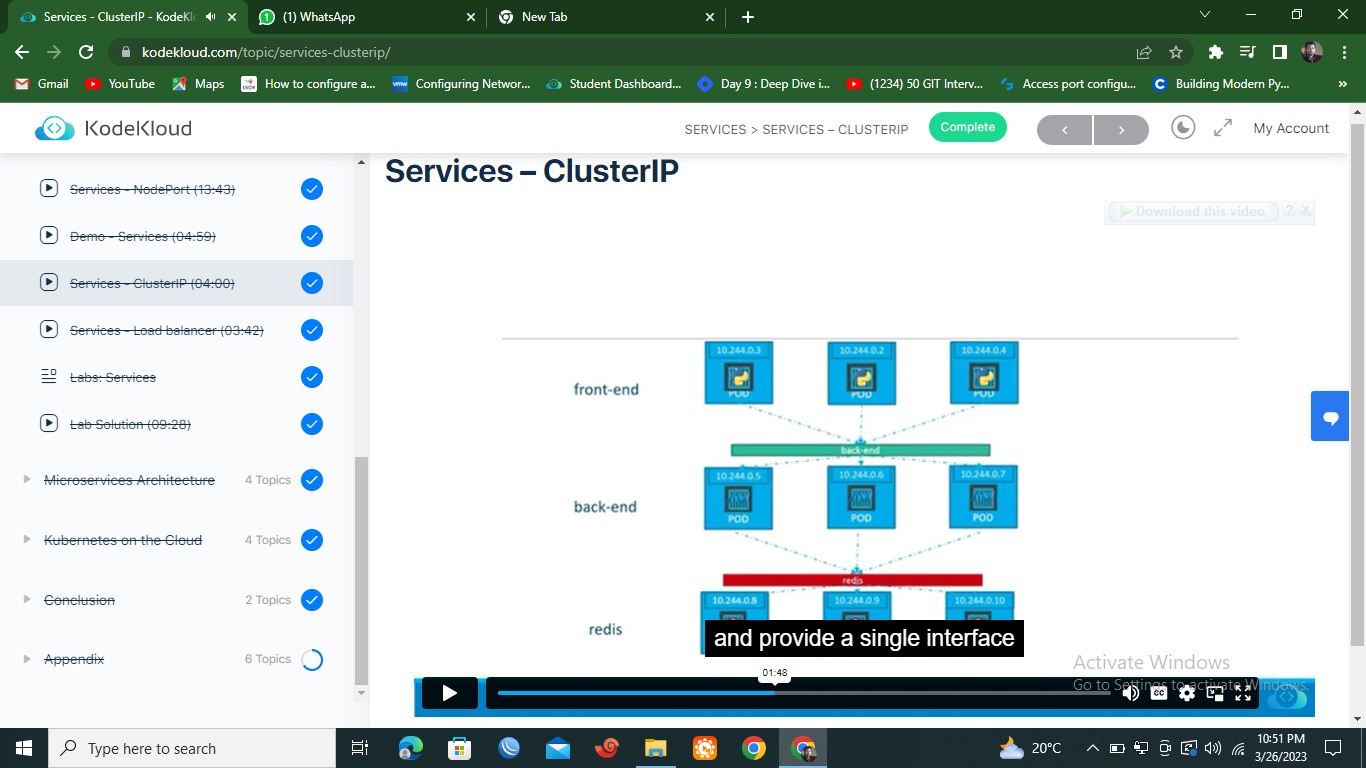 Services - ClusterIP - KodeKlo
(1) WhatsApp
New Tab
kodekloud.com/topic/services-clusterip/
Gmail
YouTube
Maps
How to configure a...
Configuring Networ...
Student Dashboard...
Day 9 : Deep Dive i...
(1234) 50 GIT Interv...
Access port configu...
Building Modern Py...
»
KodeKloud
SERVICES > SERVICES – CLUSTERIP
Complete
My Account
Services - NodePort (13:43)
Demo - Services (04:59)
Services - ClusterIP (04:00)
Services - Load balancer (03:42)
Labs: Services
Lab Solution (09:28)
Microservices Architecture 4 Topics
Kubernetes on the Cloud 4 Topics
Conclusion 2 Topics
Appendix 6 Topics
Services – ClusterIP
Download this video ? X
10.244.0.3 10.244.0.2 10.244.0.4
front-end
POD POD POD
back-end
10.244.0.5 10.244.0.6 10.244.0.7
back-end
POD POD POD
redis
10.244.0.8 10.244.0.9 10.244.0.10
redis
and provide a single interface
01:48
CC
Activate Windows
Go to Settings to activate Windows.
Type here to search
20°C
10:51 PM
3/26/2023